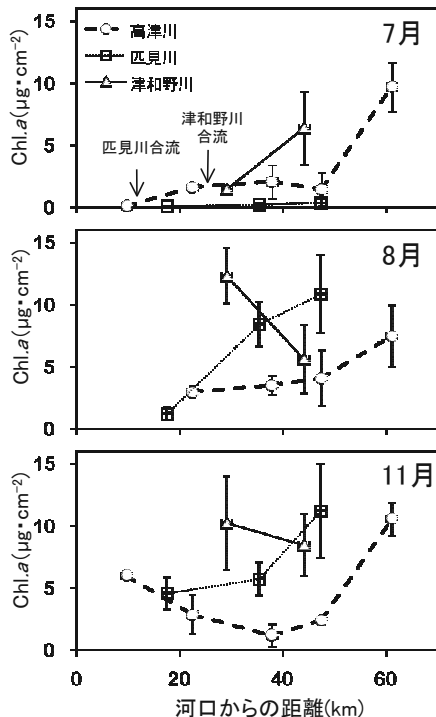 15
10
5
0
Chl.a(μg・cm⁻²)
高津川
匹見川
津和野川
7月
匹見川合流
津和野川
合流
15
10
5
0
Chl.a(μg・cm⁻²)
8月
15
10
5
0
Chl.a(μg・cm⁻²)
11月
0 20 40 60
河口からの距離(km)